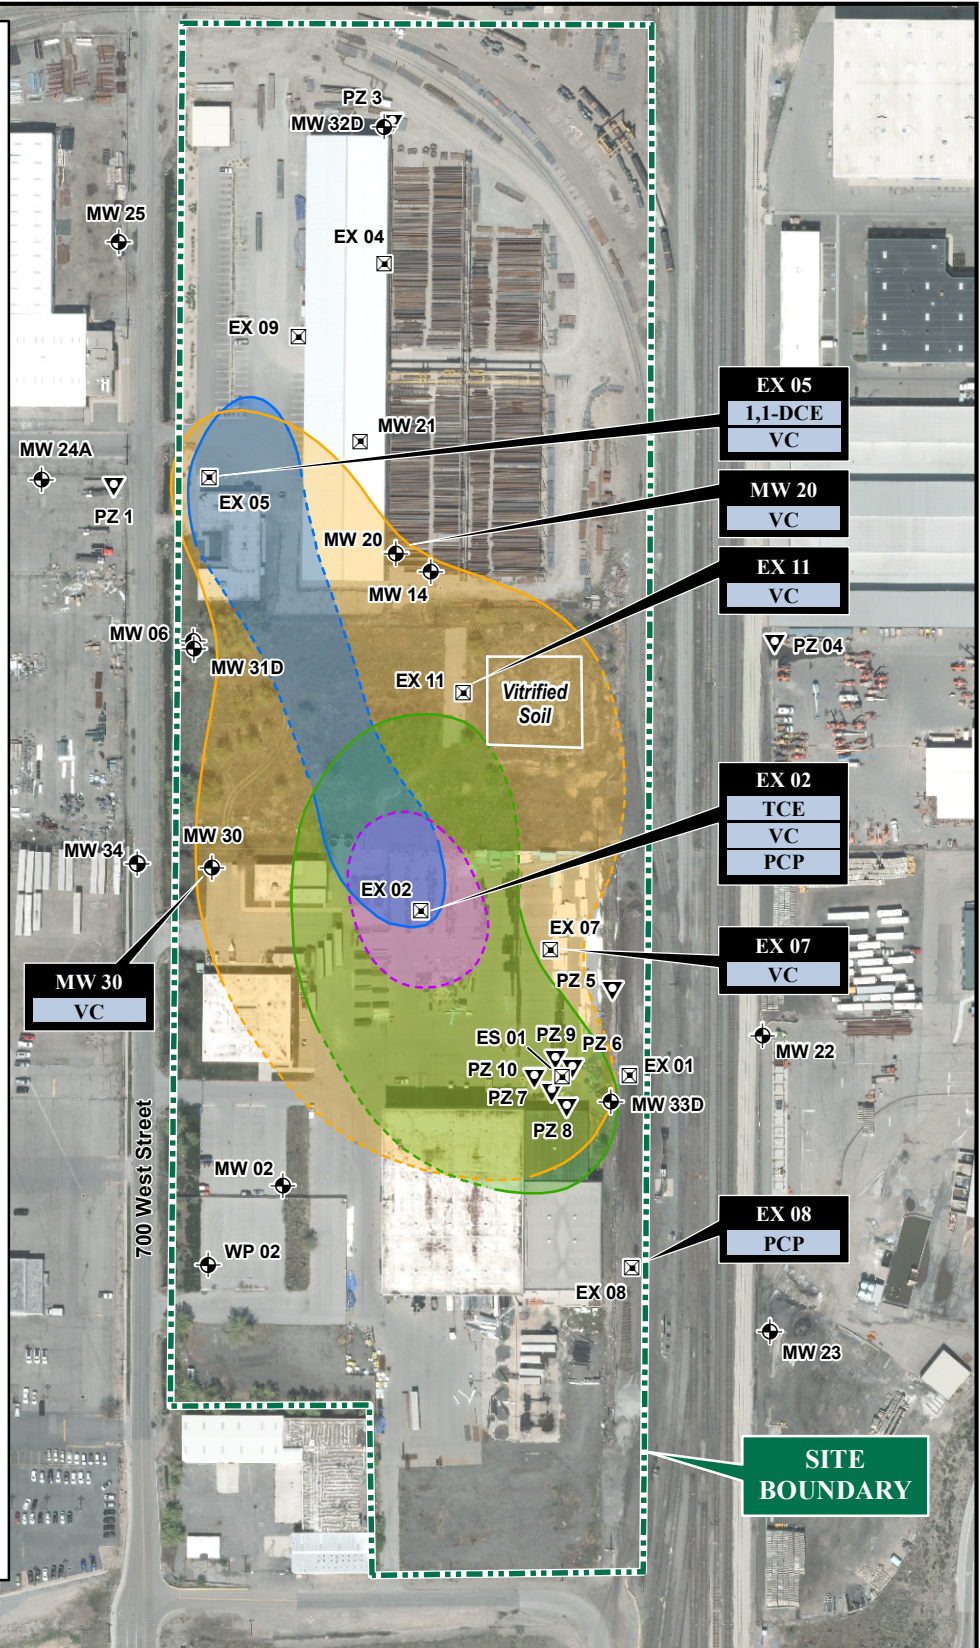 PZ 3
MW 32D
MW 25
EX 04
EX 09
EX 05
1,1-DCE
VC
MW 21
MW 24A
EX 05
PZ 1
MW 20
VC
MW 20
MW 14
EX 11
VC
MW 06
MW 31D
PZ 04
EX 11
Vitrified
Soil
EX 02
TCE
VC
PCP
MW 30
MW 34
EX 02
EX 07
EX 07
VC
MW 30
VC
PZ 5
ES 01
PZ 9
PZ 6
MW 22
PZ 10
EX 01
PZ 7
MW 33D
PZ 8
700 West Street
MW 02
EX 08
PCP
WP 02
EX 08
MW 23
SITE
BOUNDARY